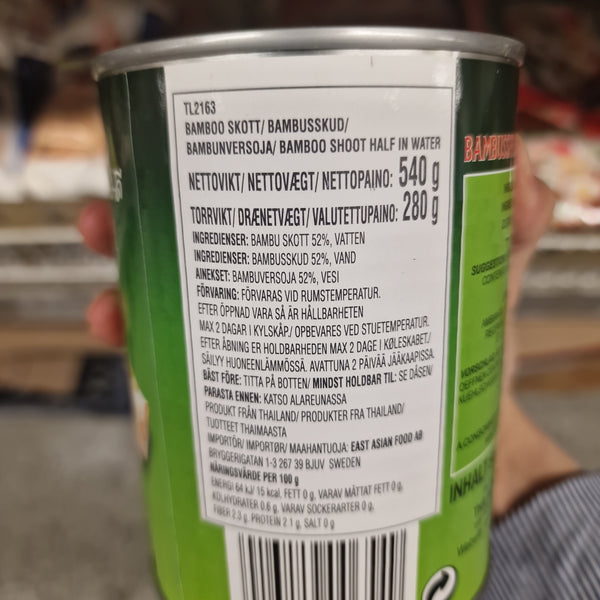 TL2163
BAMBOO SKOTT/ BAMBUSSKUD/
BAMBUNVERSOJA/ BAMBOO SHOOT HALF IN WATER
NETTOVIKT/ NETTOVÆGT/ NETTOPAINO: 540 g
TORRVIKT/ DRÆNETVÆGT/ VALUTETTUPAINO: 280 g
INGREDIENSER: BAMBU SKOTT 52%, VATTEN
INGREDIENSER: BAMBUSSKUD 52%, VAND
AINEKSET: BAMBUVERSOJA 52%, VESI
FÖRVARING: FÖRVARAS VID RUMSTEMPERATUR.
EFTER ÖPPNAD VARA SÅ ÄR HÅLLBARHETEN
MAX 2 DAGAR I KYLSKÅP./ OPBEVARES VED STUETEMPERATUR.
EFTER ÅBNING ER HOLDBARHEDEN MAX 2 DAGE I KØLESKABET./
SÄILYY HUONEENLÄMMÖSSÄ. AVATTUNA 2 PÄIVÄÄ JÄÄKAAPISSA.
BÄST FÖRE: TITTA PÅ BOTTEN/ MINDST HOLDBAR TIL: SE DÅSEN/
PARASTA ENNEN: KATSO ALAREUNASSA
PRODUKT FRÅN THAILAND/ PRODUKTER FRA THAILAND/
TUOTTEET THAIMAASTA
IMPORTÖR/ IMPORTØR/ MAAHANTUOJA: EAST ASIAN FOOD AB
BRYGGERIGATAN 1-3 267 39 BJUV SWEDEN
NÄRINGSVÄRDE PER 100 g
ENERGI 64 kJ/ 15 kcal, FETT 0 g, VARAV MÄTTAT FETT 0 g,
KOLHYDRATER 0.6 g, VARAV SOCKERARTER 0 g,
FIBER 2.3 g, PROTEIN 2.1 g, SALT 0 g
INHALT